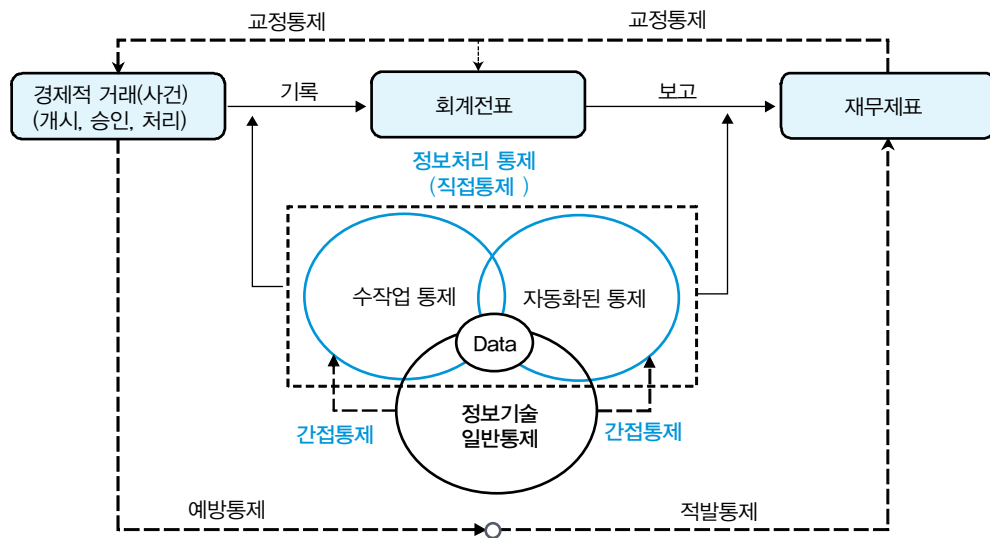 교정통제
교정통제
경제적 거래(사건)
(개시, 승인, 처리)
기록
회계전표
보고
재무제표
정보처리 통제
(직접통제 )
수작업 통제
자동화된 통제
Data
정보기술
일반통제
간접통제
간접통제
예방통제
적발통제